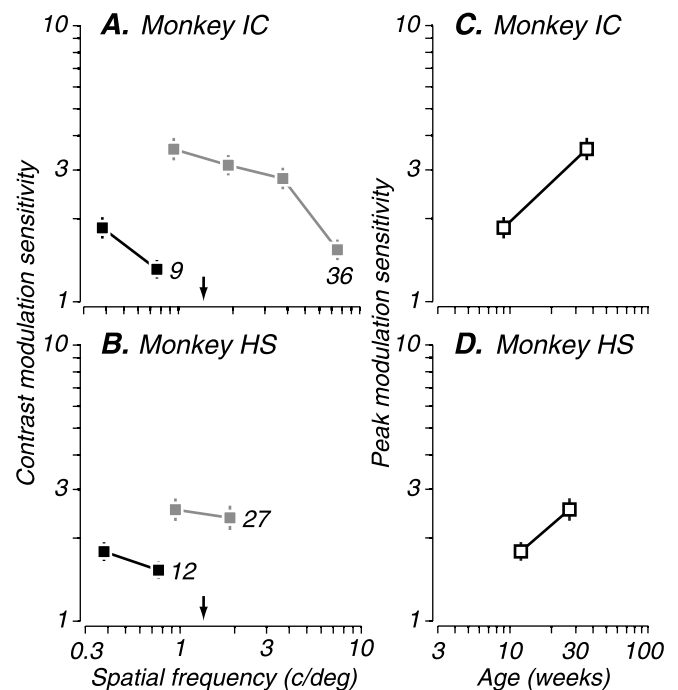 A. Monkey IC
C. Monkey IC
10
10
3
3
1
1
9
36
Contrast modulation sensitivity
Peak modulation sensitivity
B. Monkey HS
D. Monkey HS
10
10
3
3
1
1
27
12
0.3 1 3 10
3 10 30 100
Spatial frequency (c/deg)
Age (weeks)